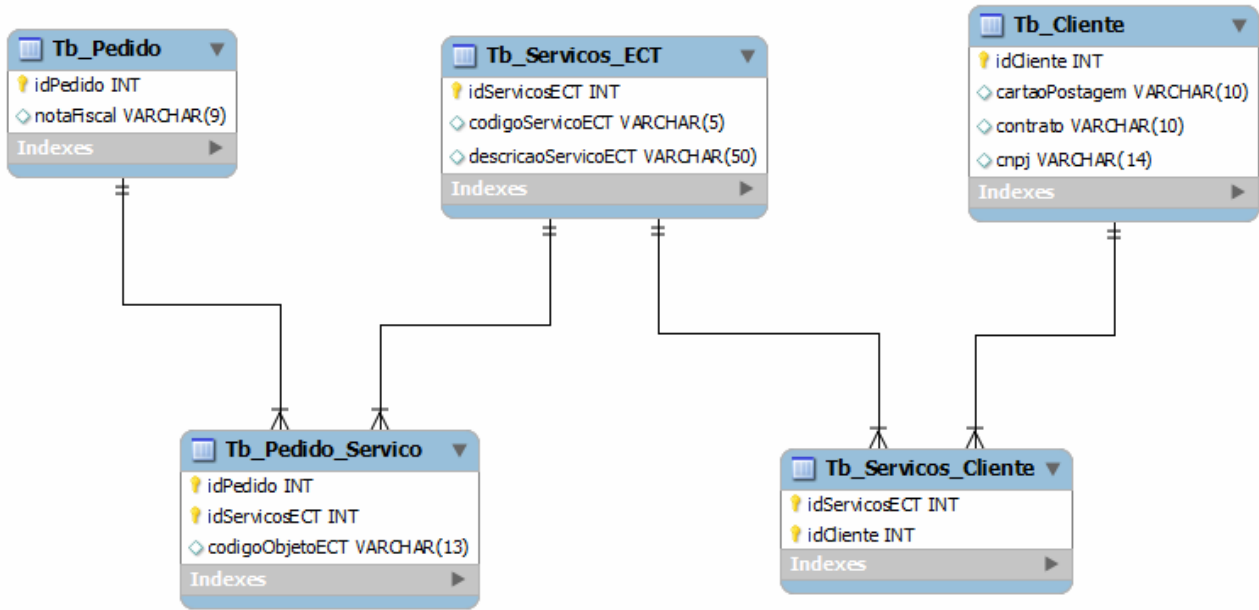 Tb_Pedido
idPedido INT
notaFiscal VARCHAR(9)
Indexes
Tb_Servicos_ECT
idServicosECT INT
codigoServicoECT VARCHAR(5)
descricaoServicoECT VARCHAR(50)
Indexes
Tb_Cliente
idCliente INT
cartaoPostagem VARCHAR(10)
contrato VARCHAR(10)
cnpj VARCHAR(14)
Indexes
Tb_Pedido_Servico
idPedido INT
idServicosECT INT
codigoObjetoECT VARCHAR(13)
Indexes
Tb_Servicos_Cliente
idServicosECT INT
idCliente INT
Indexes